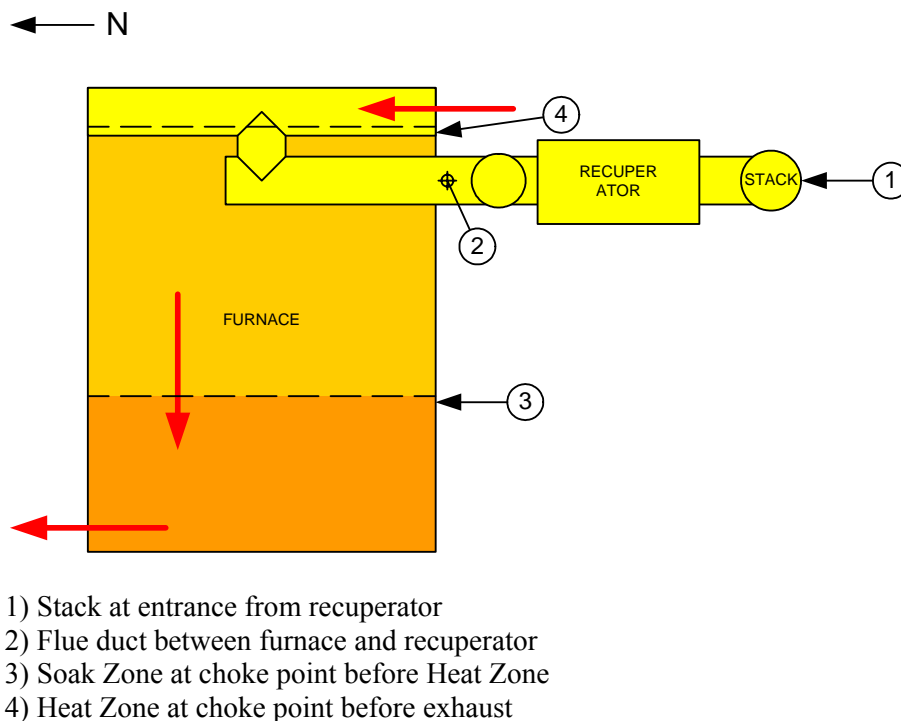 N
4
RECUPER
ATOR
STACK
1
2
FURNACE
3
1) Stack at entrance from recuperator
2) Flue duct between furnace and recuperator
3) Soak Zone at choke point before Heat Zone
4) Heat Zone at choke point before exhaust